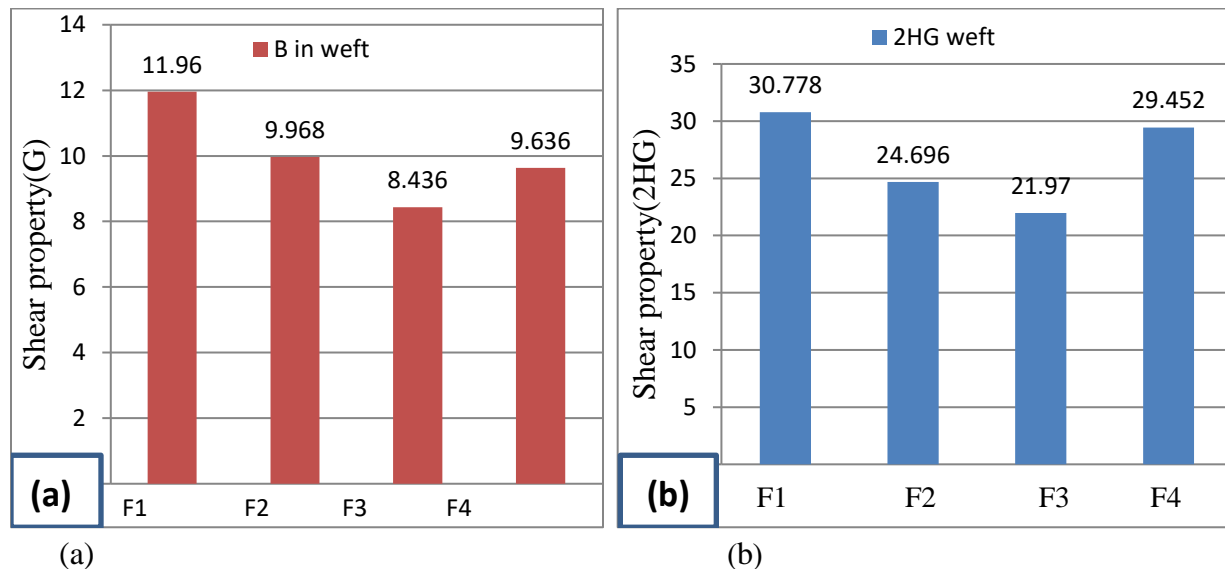 14
12
10
8
6
4
2
Shear property(G)
B in weft
11.96
9.968
8.436
9.636
F1 F2 F3 F4
(a)
(a)
35
30
25
20
15
10
5
Shear property(2HG)
2HG weft
30.778
24.696
21.97
29.452
F1 F2 F3 F4
(b)
(b)